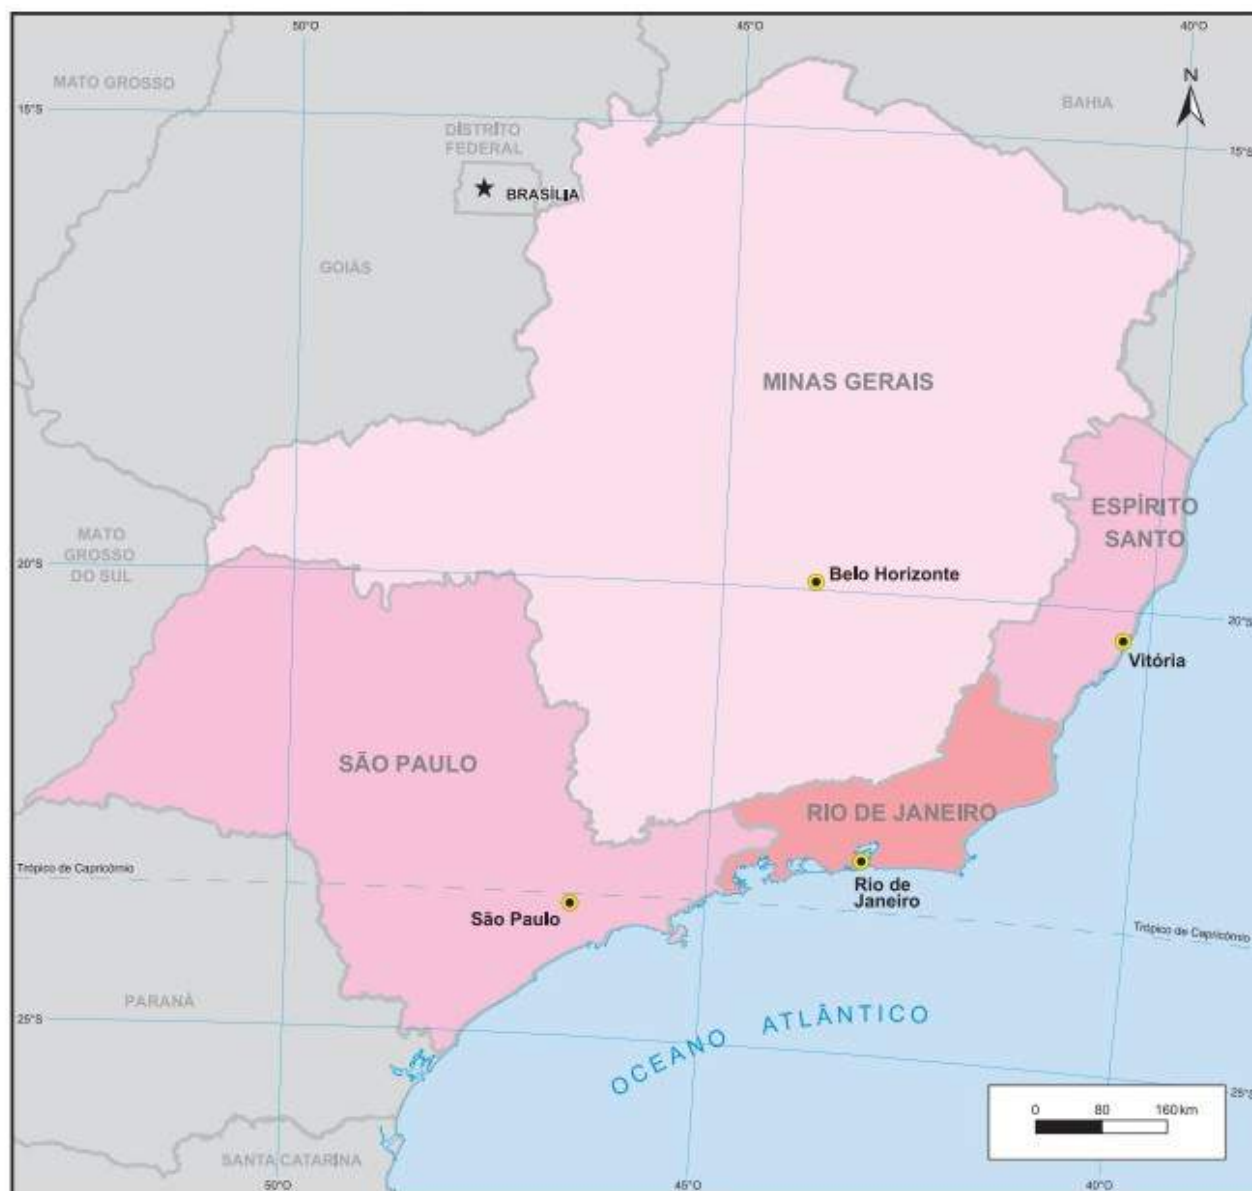 50°O
45°O
40°O
MATO GROSSO
15°S
BAHIA
N
DISTRITO
FEDERAL
15°S
BRASÍLIA
GOIÁS
MINAS GERAIS
ESPÍRITO
SANTO
MATO
GROSSO
DO SUL
20°S
Belo Horizonte
20°S
Vitória
SÃO PAULO
RIO DE JANEIRO
Trópico de Capricórnio
Rio de
Janeiro
São Paulo
Trópico de Capricórnio
PARANÁ
25°S
OCEANO ATLÂNTICO
25°S
0 80 160 km
SANTA CATARINA
50°O
45°O
40°O